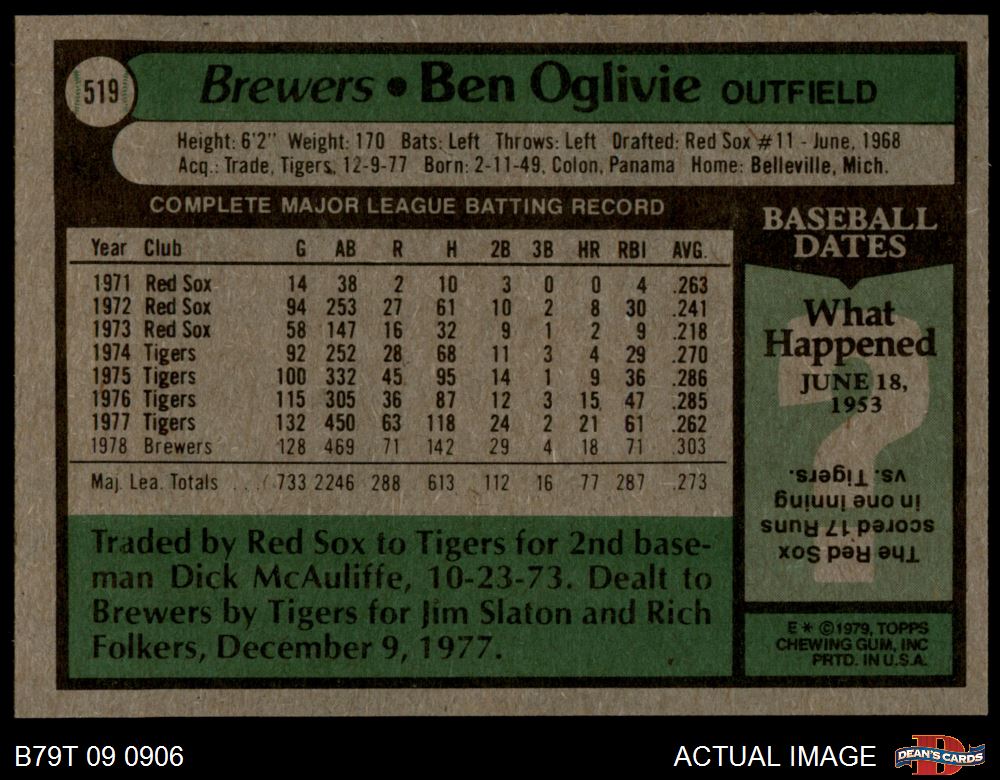 519
Brewers • Ben Oglivie OUTFIELD
Height: 6'2" Weight: 170 Bats: Left Throws: Left Drafted: Red Sox #11 - June, 1968
Acq.: Trade, Tigers, 12-9-77 Born: 2-11-49, Colon, Panama Home: Belleville, Mich.
COMPLETE MAJOR LEAGUE BATTING RECORD
Year Club G AB R H 2B 3B HR RBI AVG.
1971 Red Sox 14 38 2 10 3 0 0 4 .263
1972 Red Sox 94 253 27 61 10 2 8 30 .241
1973 Red Sox 58 147 16 32 9 1 2 9 .218
1974 Tigers 92 252 28 68 11 3 4 29 .270
1975 Tigers 100 332 45 95 14 1 9 36 .286
1976 Tigers 115 305 36 87 12 3 15 47 .285
1977 Tigers 132 450 63 118 24 2 21 61 .262
1978 Brewers 128 469 71 142 29 4 18 71 .303
Maj. Lea. Totals . . . . 733 2246 288 613 112 16 77 287 .273
Traded by Red Sox to Tigers for 2nd base-
man Dick McAuliffe, 10-23-73. Dealt to
Brewers by Tigers for Jim Slaton and Rich
Folkers, December 9, 1977.
BASEBALL
DATES
What
Happened
JUNE 18,
1953
The Red Sox
scored 17 Runs
in one inning
vs. Tigers.
E * ©1979, TOPPS
CHEWING GUM, INC
PRTD. IN U.S.A.
B79T 09 0906
ACTUAL IMAGE
DEAN'S CARDS